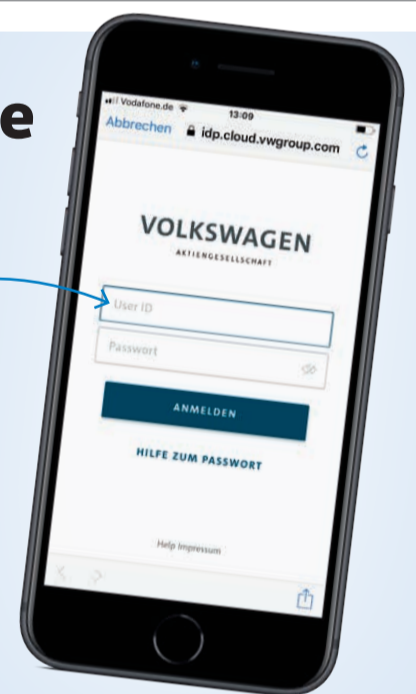 e
Vodafone.de
13:09
Abbrechen idp.cloud.vwgroup.com
VOLKSWAGEN
AKTIENGESELLSCHAFT
User ID
Passwort
ANMELDEN
HILFE ZUM PASSWORT
Help Impressum